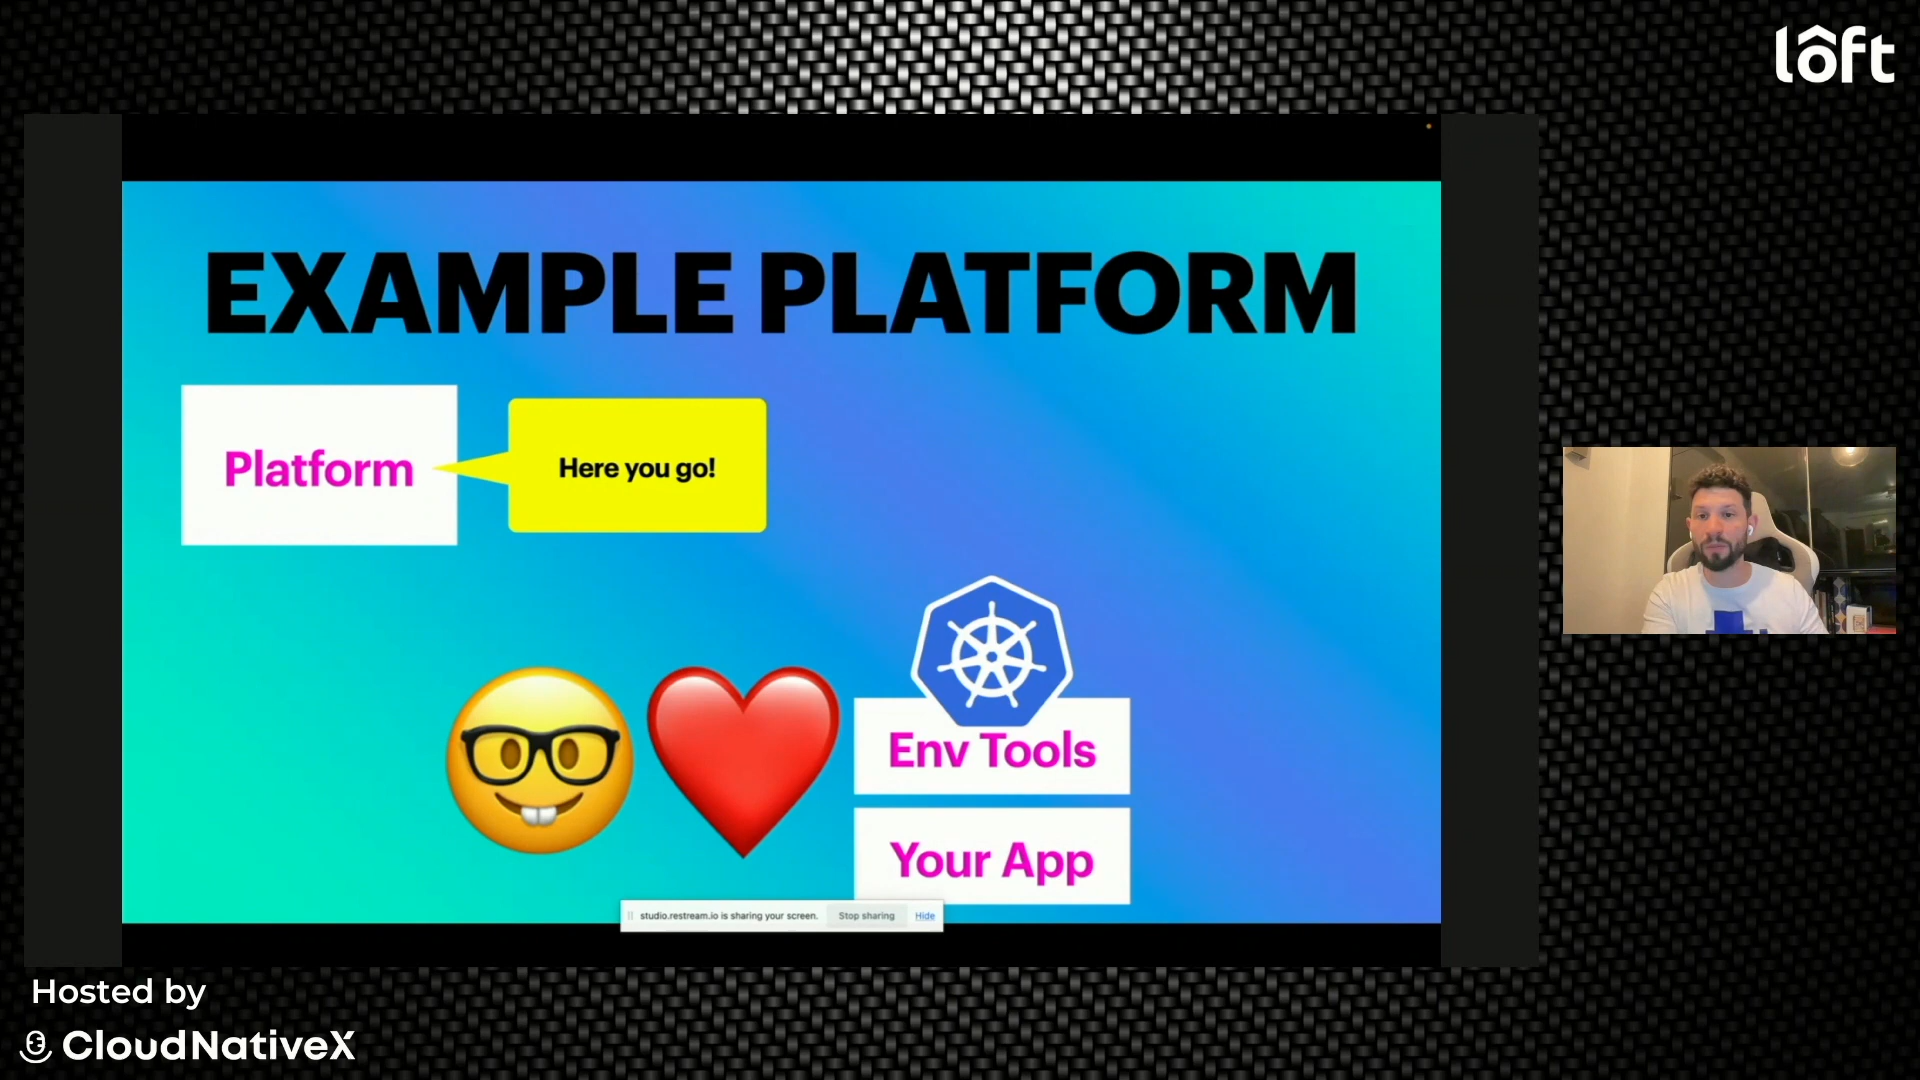 lôft
EXAMPLE PLATFORM
Platform
Here you go!
Env Tools
Your App
studio.restream.io is sharing your screen.
Stop sharing
Hide
Hosted by
CloudNativeX